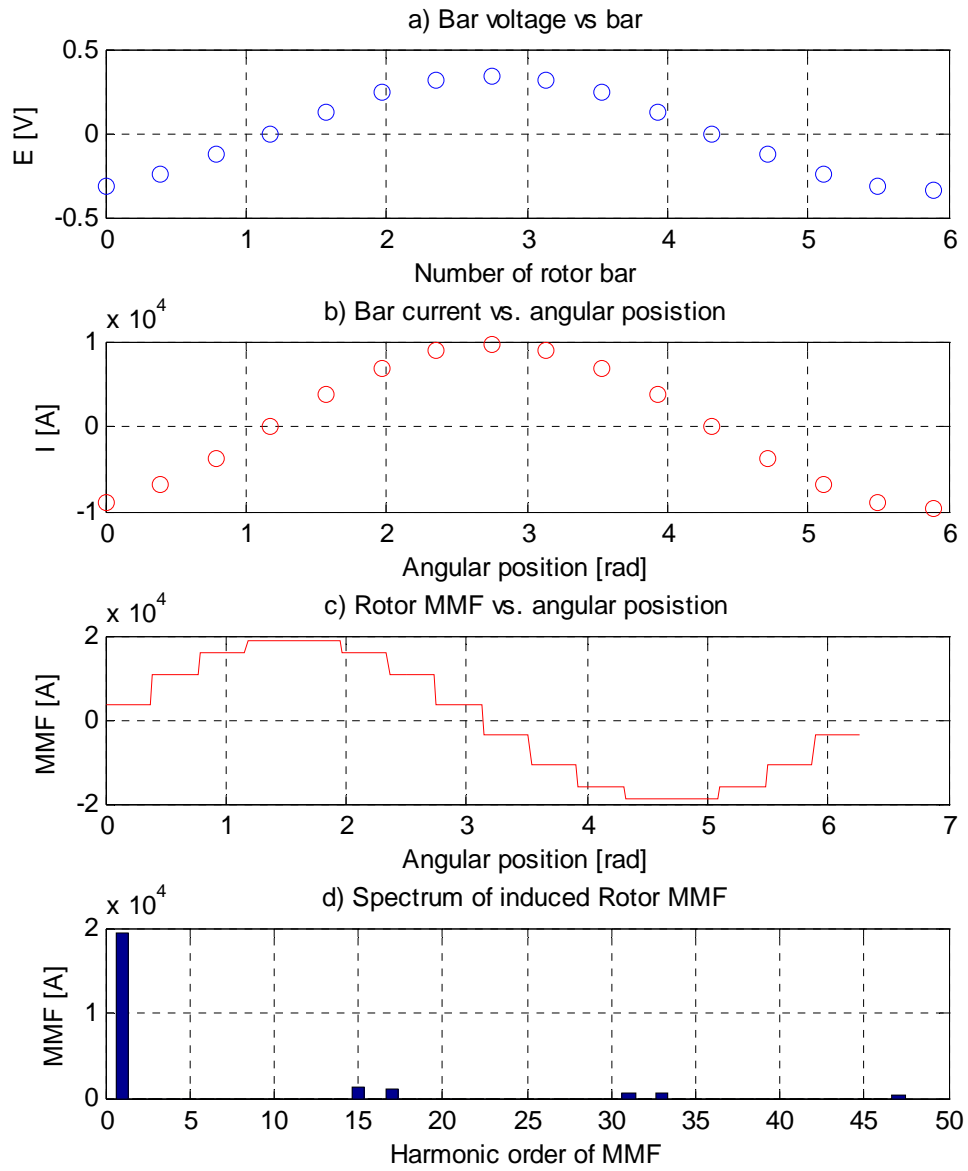 a) Bar voltage vs bar
0.5
0
-0.5
E [V]
0 1 2 3 4 5 6
Number of rotor bar
x 10^4
b) Bar current vs. angular posistion
1
0
-1
I [A]
0 1 2 3 4 5 6
Angular position [rad]
x 10^4
c) Rotor MMF vs. angular posistion
2
0
-2
MMF [A]
0 1 2 3 4 5 6 7
Angular position [rad]
x 10^4
d) Spectrum of induced Rotor MMF
2
1
0
MMF [A]
0 5 10 15 20 25 30 35 40 45 50
Harmonic order of MMF